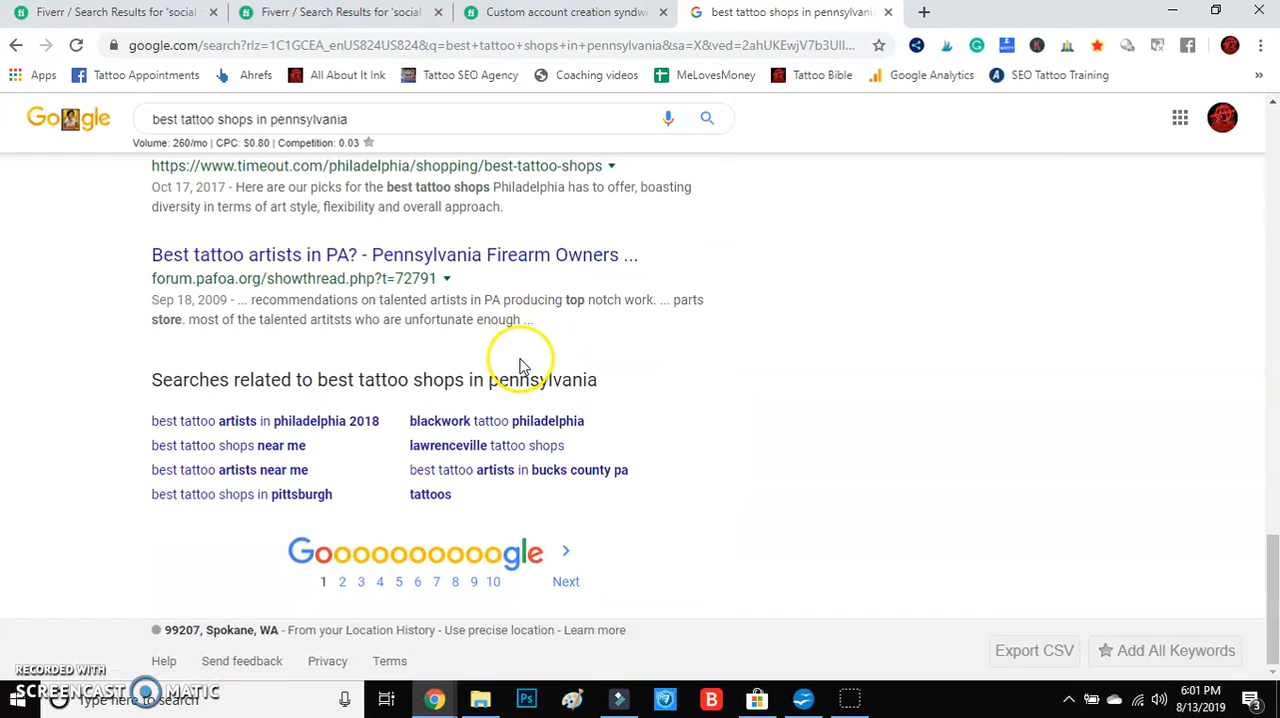 Fiverr / Search Results for 'social
Fiverr / Search Results for 'social
Custom account creation syndwi
best tattoo shops in pennsylvani
google.com/search?rlz=1C1GCEA_enUS824US824&q=best+tattoo+shops+in+pennsylvania&sa=X&ved=2ahUKEwjV7b3Ull...
Apps
Tattoo Appointments
Ahrefs
All About It Ink
Tattoo SEO Agency
Coaching videos
MeLovesMoney
Tattoo Bible
Google Analytics
SEO Tattoo Training
»
Google
best tattoo shops in pennsylvania
Volume: 260/mo | CPC: $0.80 | Competition: 0.03
https://www.timeout.com/philadelphia/shopping/best-tattoo-shops
Oct 17, 2017 - Here are our picks for the best tattoo shops Philadelphia has to offer, boasting
diversity in terms of art style, flexibility and overall approach.
Best tattoo artists in PA? - Pennsylvania Firearm Owners ...
forum.pafoa.org/showthread.php?t=72791
Sep 18, 2009 - ... recommendations on talented artists in PA producing top notch work. ... parts
store. most of the talented artitsts who are unfortunate enough ...
Searches related to best tattoo shops in pennsylvania
best tattoo artists in philadelphia 2018
blackwork tattoo philadelphia
best tattoo shops near me
lawrenceville tattoo shops
best tattoo artists near me
best tattoo artists in bucks county pa
best tattoo shops in pittsburgh
tattoos
Goooooooooogle
1 2 3 4 5 6 7 8 9 10 Next
99207, Spokane, WA - From your Location History - Use precise location - Learn more
Export CSV
Add All Keywords
Help Send feedback Privacy Terms
RECORDED WITH
SCREENCAST MATIC
Type here to search
6:01 PM
8/13/2019
3